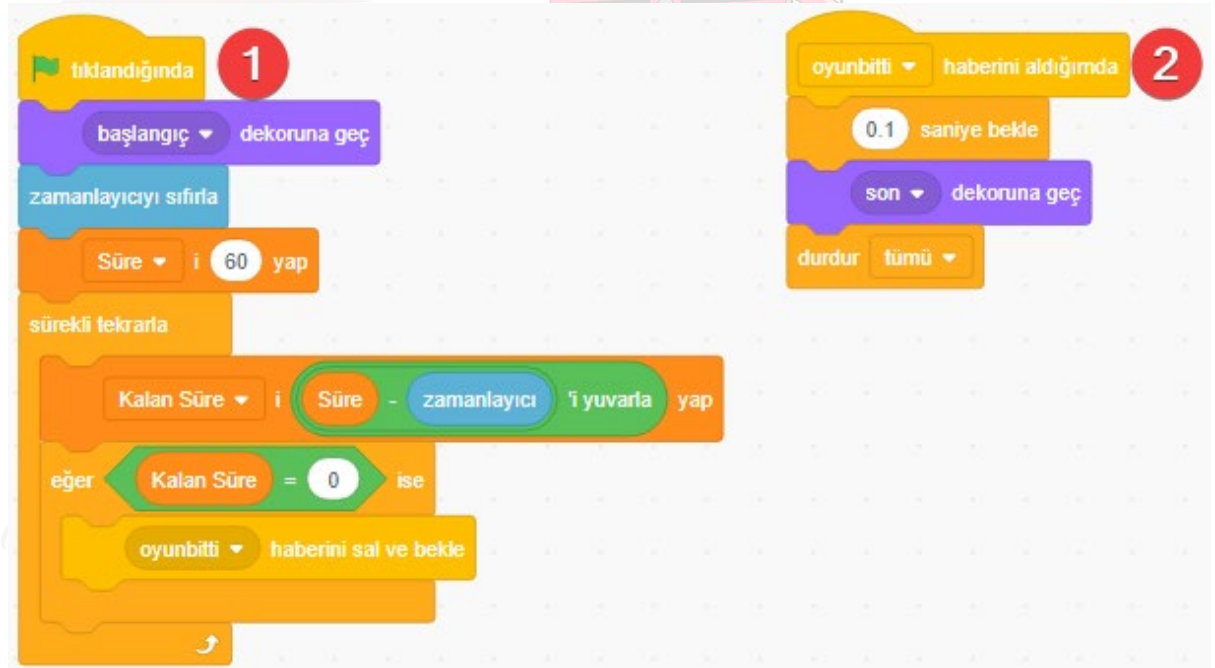 tıklandığında 1
başlangıç dekoruna geç
zamanlayıcıyı sıfırla
Süre i 60 yap
sürekli tekrarla
Kalan Süre i Süre - zamanlayıcı 'i yuvarla yap
eğer Kalan Süre = 0 ise
oyunbitti haberini sal ve bekle
oyunbitti haberini aldığımda 2
0.1 saniye bekle
son dekoruna geç
durdur tümü